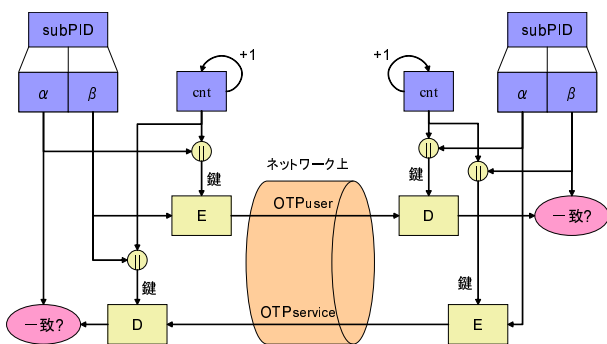 subPID
subPID
+1
+1
α
β
cnt
cnt
α
β
||
||
||
鍵
ネットワーク上
鍵
E
OTPuser
D
一致?
||
鍵
鍵
一致?
D
OTPservice
E